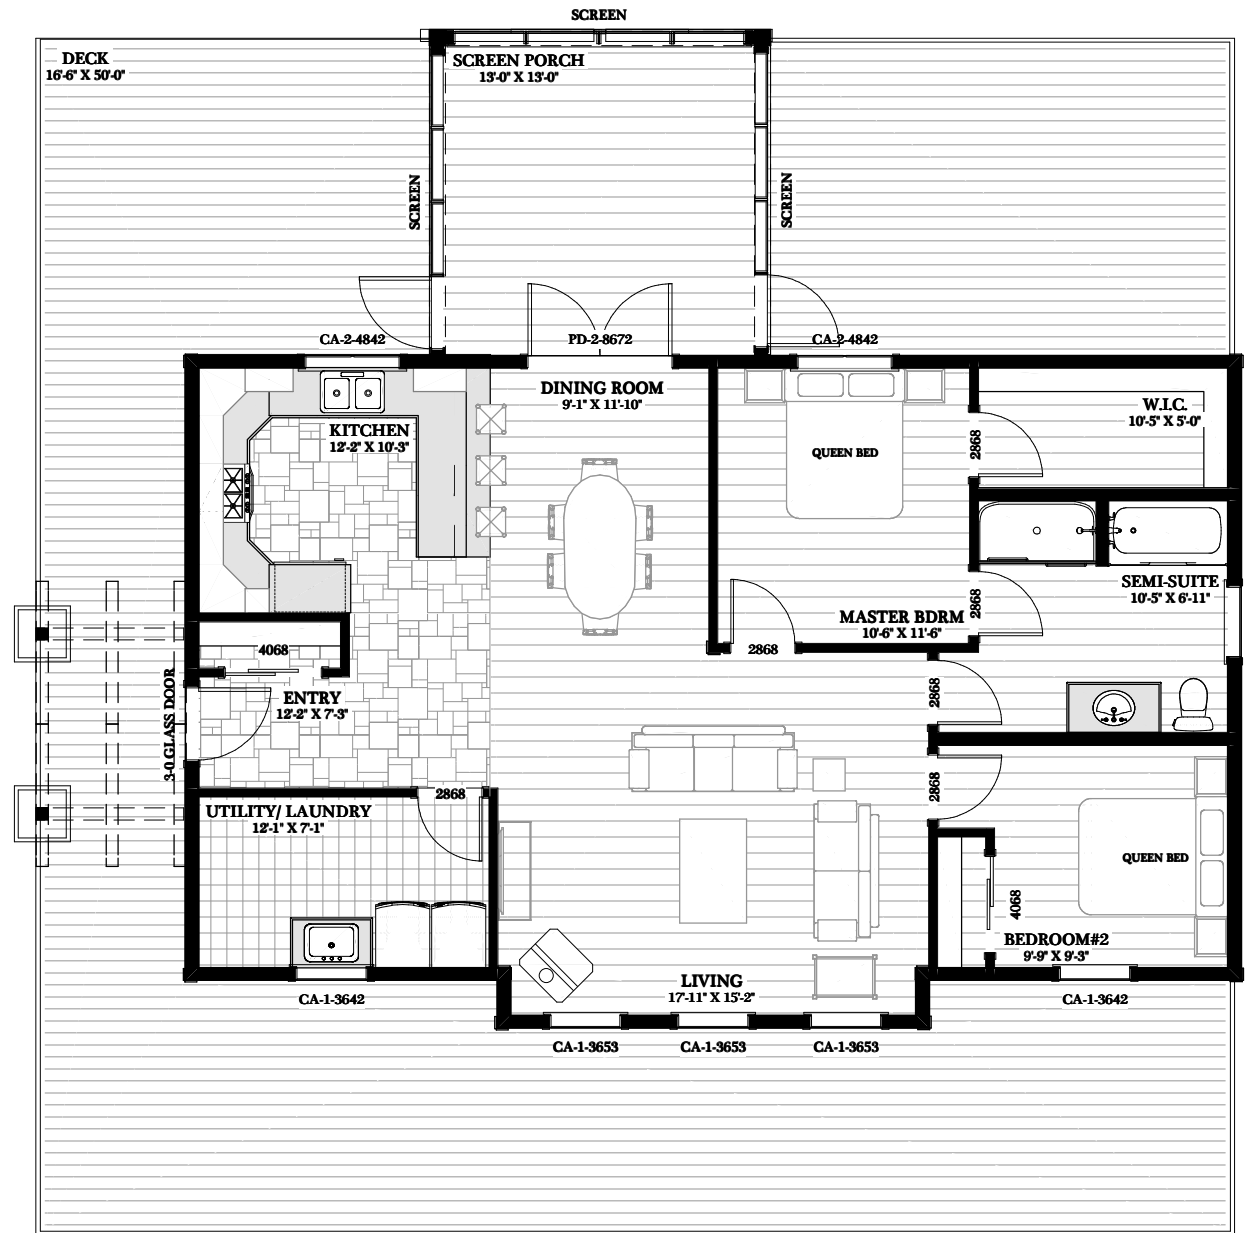 SCREEN
DECK
16'-6" X 50'-0"
SCREEN PORCH
13'-0" X 13'-0"
SCREEN
SCREEN
CA-2-4842
PD-2-8672
CA-2-4842
DINING ROOM
9'-1" X 11'-10"
KITCHEN
12'-2" X 10'-3"
QUEEN BED
2868
W.I.C.
10'-5" X 5'-0"
SEMI-SUITE
10'-5" X 6'-11"
2868
MASTER BDRM
10'-6" X 11'-6"
2868
4068
ENTRY
12'-2" X 7'-3"
3-0 GLASS DOOR
2868
2868
2868
UTILITY/ LAUNDRY
12'-1" X 7'-1"
QUEEN BED
4068
BEDROOM#2
9'-9" X 9'-3"
LIVING
17'-11" X 15'-2"
CA-1-3642
CA-1-3642
CA-1-3653
CA-1-3653
CA-1-3653